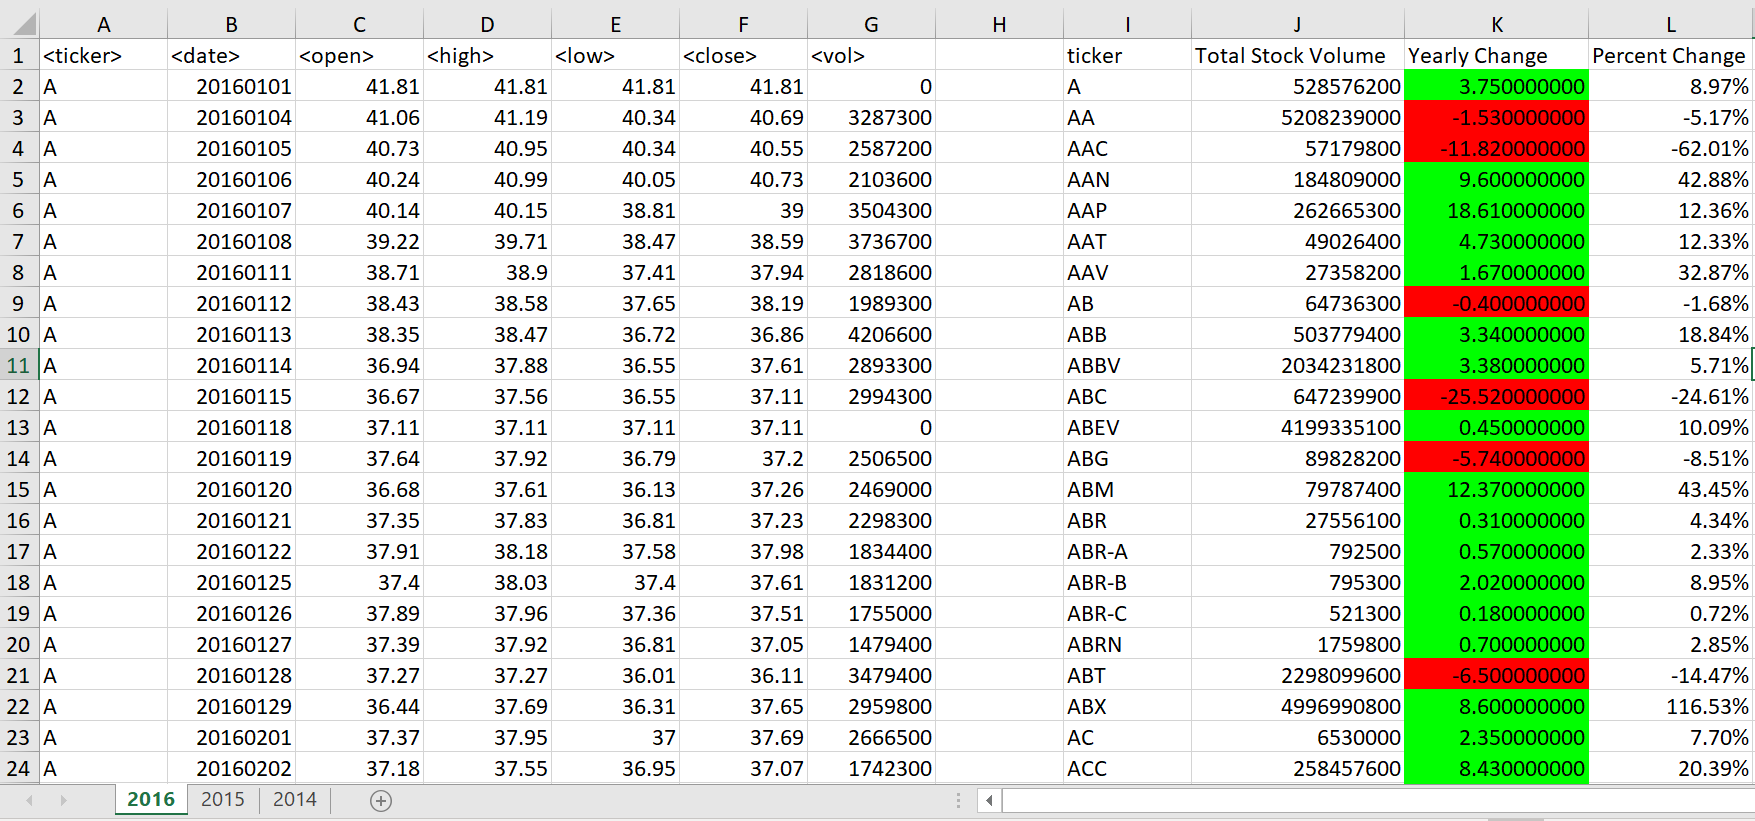 A B C D E F G H I J K L
1 <ticker> <date> <open> <high> <low> <close> <vol> ticker Total Stock Volume Yearly Change Percent Change
2 A 20160101 41.81 41.81 41.81 41.81 0 A 528576200 3.750000000 8.97%
3 A 20160104 41.06 41.19 40.34 40.69 3287300 AA 5208239000 -1.530000000 -5.17%
4 A 20160105 40.73 40.95 40.34 40.55 2587200 AAC 57179800 -11.820000000 -62.01%
5 A 20160106 40.24 40.99 40.05 40.73 2103600 AAN 184809000 9.600000000 42.88%
6 A 20160107 40.14 40.15 38.81 39 3504300 AAP 262665300 18.610000000 12.36%
7 A 20160108 39.22 39.71 38.47 38.59 3736700 AAT 49026400 4.730000000 12.33%
8 A 20160111 38.71 38.9 37.41 37.94 2818600 AAV 27358200 1.670000000 32.87%
9 A 20160112 38.43 38.58 37.65 38.19 1989300 AB 64736300 -0.400000000 -1.68%
10 A 20160113 38.35 38.47 36.72 36.86 4206600 ABB 503779400 3.340000000 18.84%
11 A 20160114 36.94 37.88 36.55 37.61 2893300 ABBV 2034231800 3.380000000 5.71%
12 A 20160115 36.67 37.56 36.55 37.11 2994300 ABC 647239900 -25.520000000 -24.61%
13 A 20160118 37.11 37.11 37.11 37.11 0 ABEV 4199335100 0.450000000 10.09%
14 A 20160119 37.64 37.92 36.79 37.2 2506500 ABG 89828200 -5.740000000 -8.51%
15 A 20160120 36.68 37.61 36.13 37.26 2469000 ABM 79787400 12.370000000 43.45%
16 A 20160121 37.35 37.83 36.81 37.23 2298300 ABR 27556100 0.310000000 4.34%
17 A 20160122 37.91 38.18 37.58 37.98 1834400 ABR-A 792500 0.570000000 2.33%
18 A 20160125 37.4 38.03 37.4 37.61 1831200 ABR-B 795300 2.020000000 8.95%
19 A 20160126 37.89 37.96 37.36 37.51 1755000 ABR-C 521300 0.180000000 0.72%
20 A 20160127 37.39 37.92 36.81 37.05 1479400 ABRN 1759800 0.700000000 2.85%
21 A 20160128 37.27 37.27 36.01 36.11 3479400 ABT 2298099600 -6.500000000 -14.47%
22 A 20160129 36.44 37.69 36.31 37.65 2959800 ABX 4996990800 8.600000000 116.53%
23 A 20160201 37.37 37.95 37 37.69 2666500 AC 6530000 2.350000000 7.70%
24 A 20160202 37.18 37.55 36.95 37.07 1742300 ACC 258457600 8.430000000 20.39%
2016 2015 2014